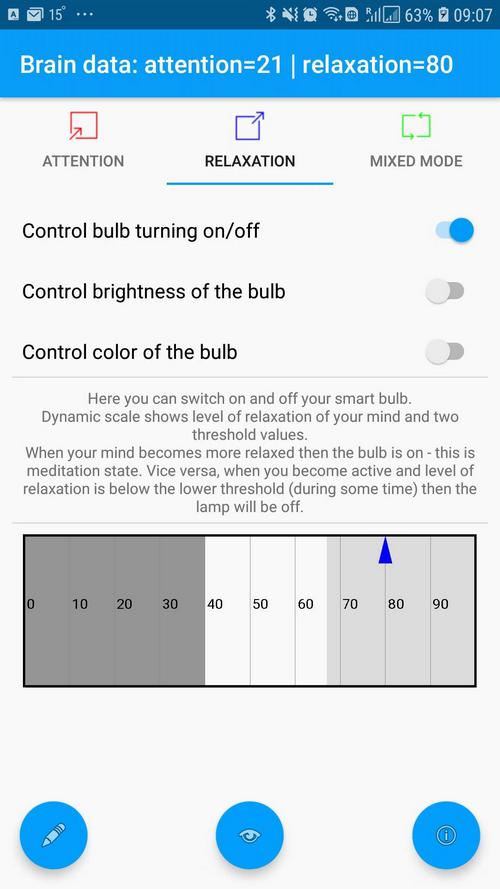 A 15° ... R 63% 09:07
Brain data: attention=21 | relaxation=80
ATTENTION RELAXATION MIXED MODE
Control bulb turning on/off
Control brightness of the bulb
Control color of the bulb
Here you can switch on and off your smart bulb.
Dynamic scale shows level of relaxation of your mind and two
threshold values.
When your mind becomes more relaxed then the bulb is on - this is
meditation state. Vice versa, when you become active and level of
relaxation is below the lower threshold (during some time) then the
lamp will be off.
0 10 20 30 40 50 60 70 80 90